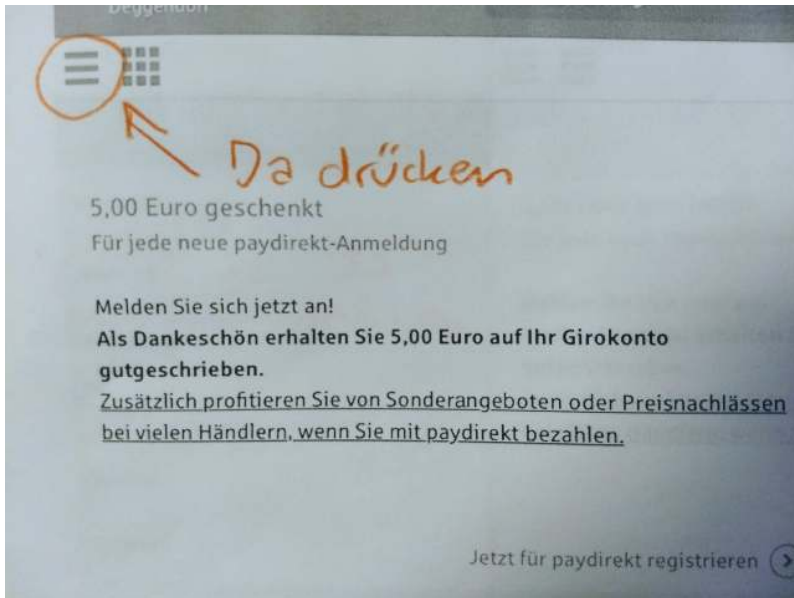 Deggendorf
Da drücken
5,00 Euro geschenkt
Für jede neue paydirekt-Anmeldung
Melden Sie sich jetzt an!
Als Dankeschön erhalten Sie 5,00 Euro auf Ihr Girokonto
gutgeschrieben.
Zusätzlich profitieren Sie von Sonderangeboten oder Preisnachlässen
bei vielen Händlern, wenn Sie mit paydirekt bezahlen.
Jetzt für paydirekt registrieren